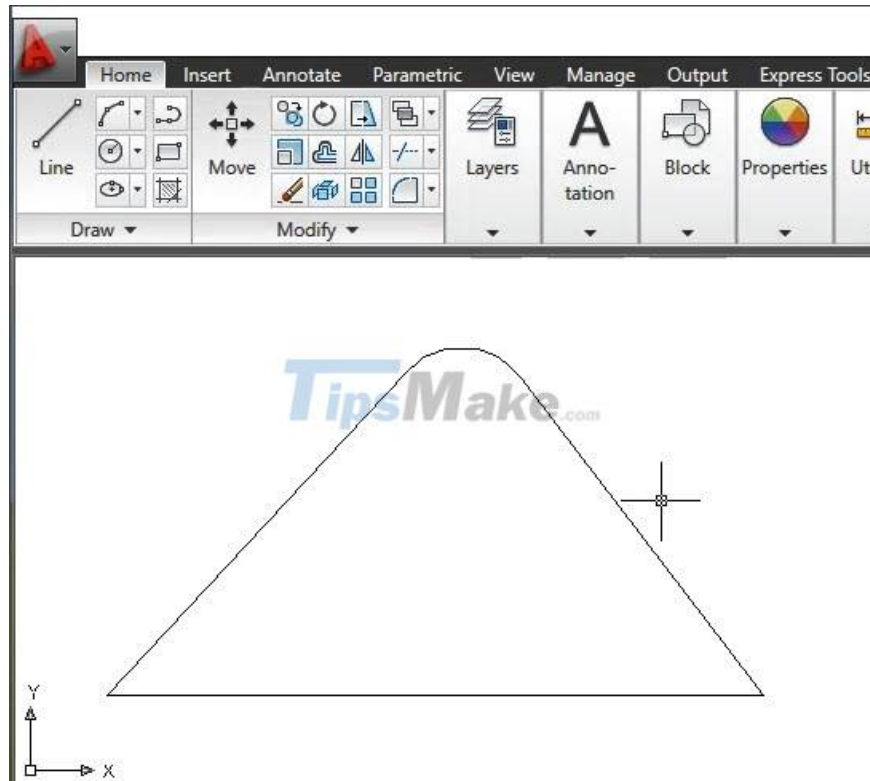 Home Insert Annotate Parametric View Manage Output Express Tools
Line
Move
Layers
Anno-
tation
Block
Properties
Ut
Draw
Modify
TipsMake.com
Y
X